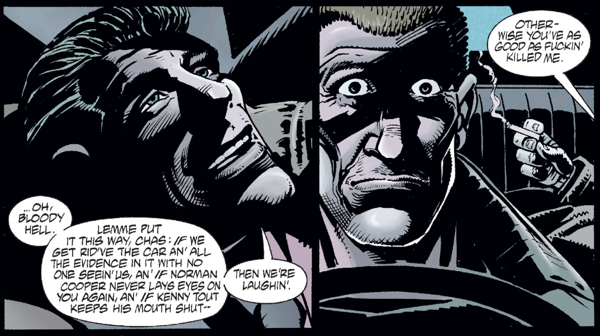 ...OH,
BLOODY
HELL.
LEMME PUT
IT THIS WAY, CHAS: IF WE
GET RID'VE THE CAR AN' ALL
THE EVIDENCE IN IT WITH NO
ONE SEEIN' US, AN' IF NORMAN
COOPER NEVER LAYS EYES ON
YOU AGAIN, AN' IF KENNY TOUT
KEEPS HIS MOUTH SHUT--
THEN WE'RE
LAUGHIN'.
OTHER-
WISE YOU'VE AS
GOOD AS FUCKIN'
KILLED ME.